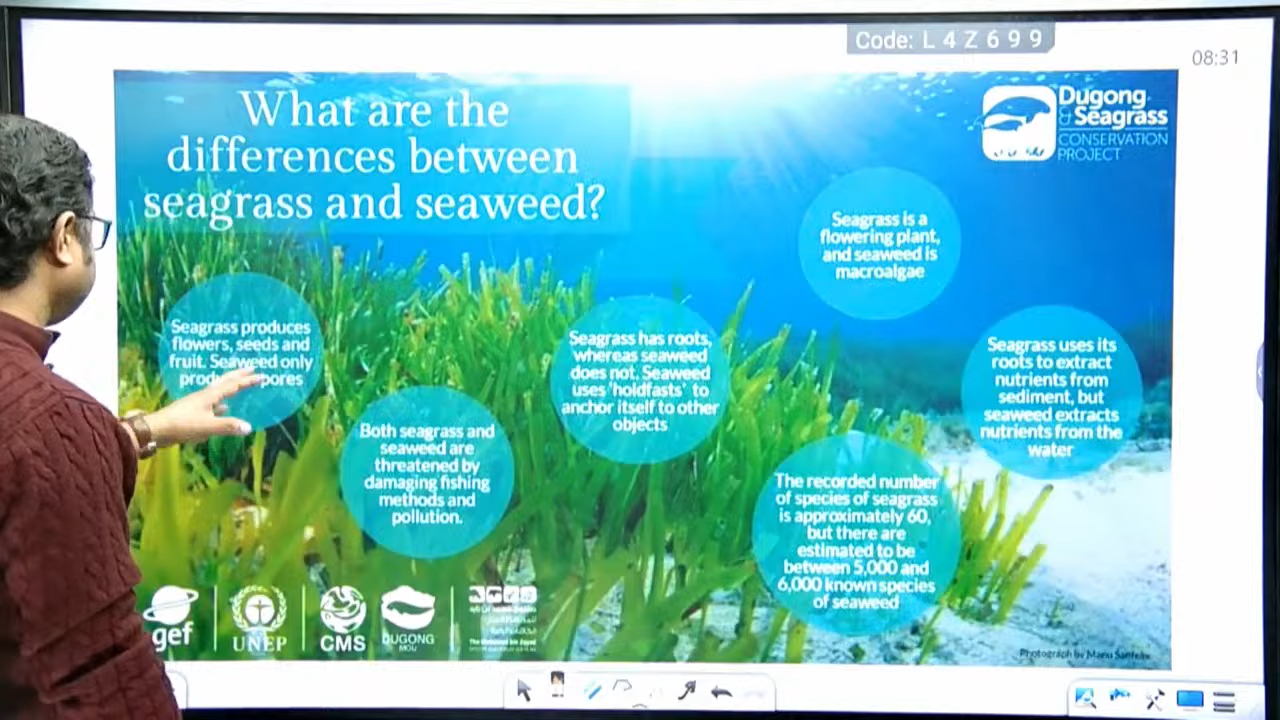 Code: L 4 Z 6 9 9
08:31
What are the
differences between
seagrass and seaweed?
Dugong
& Seagrass
CONSERVATION
PROJECT
Seagrass is a
flowering plant,
and seaweed is
macroalgae
Seagrass produces
flowers, seeds and
fruit. Seaweed only
Seagrass has roots,
whereas seaweed
does not. Seaweed
uses 'holdfasts' to
anchor itself to other
objects
Seagrass uses its
roots to extract
nutrients from
sediment, but
seaweed extracts
nutrients from the
water
Both seagrass and
seaweed are
threatened by
damaging fishing
methods and
pollution.
The recorded number
of species of seagrass
is approximately 60,
but there are
estimated to be
between 5,000 and
6,000 known species
of seaweed
gef
UNEP
CMS
DUGONG
MOU
Photograph by Manu